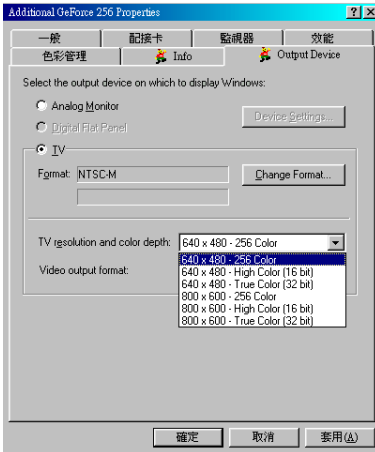 Additional GeForce 256 Properties
一般 配接卡 監視器 效能
色彩管理 Info Output Device
Select the output device on which to display Windows:
Analog Monitor
Device Settings...
Digital Flat Panel
TV
Format: NTSC-M
Change Format...
TV resolution and color depth: 640 x 480 - 256 Color
640 x 480 - 256 Color
Video output format:
640 x 480 - High Color (16 bit)
640 x 480 - True Color (32 bit)
800 x 600 - 256 Color
800 x 600 - High Color (16 bit)
800 x 600 - True Color (32 bit)
確定 取消 套用(A)